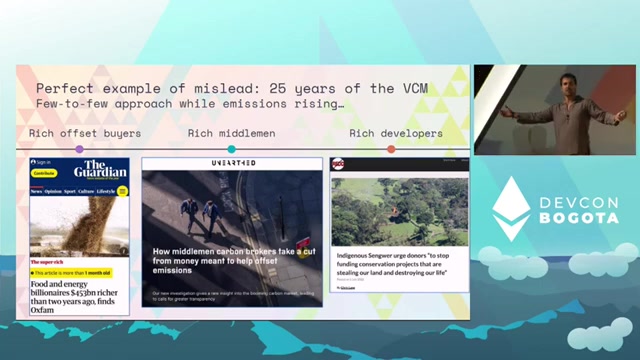 Perfect example of mislead: 25 years of the VCM
Few-to-few approach while emissions rising…
Rich offset buyers
Rich middlemen
Rich developers
Sign in
Contribute
The Guardian
News Opinion Sport Culture Lifestyle
The super-rich
This article is more than 1 month old
Food and energy billionaires $453bn richer than two years ago, finds Oxfam
UNEARTHED
How middlemen carbon brokers take a cut from money meant to help offset emissions
Our new investigation gives a new insight into the booming carbon market, leading to calls for greater transparency
Indigenous Sengwer urge donors "to stop funding conservation projects that are stealing our land and destroying our life"
DEVCON
BOGOTA